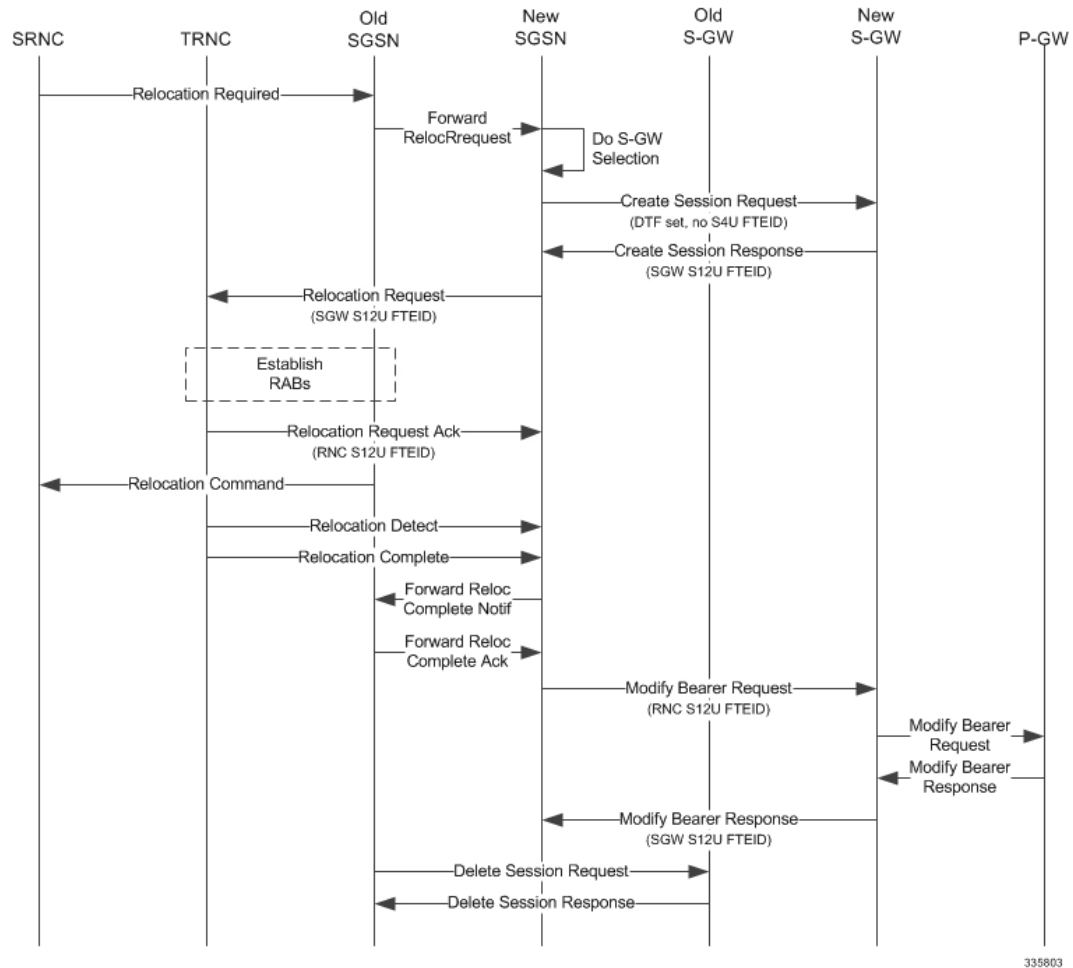 SRNC
TRNC
Old
SGSN
New
SGSN
Old
S-GW
New
S-GW
P-GW
Relocation Required
Forward
RelocRrequest
Do S-GW
Selection
Create Session Request
(DTF set, no S4U FTEID)
Create Session Response
(SGW S12U FTEID)
Relocation Request
(SGW S12U FTEID)
Establish
RABs
Relocation Request Ack
(RNC S12U FTEID)
Relocation Command
Relocation Detect
Relocation Complete
Forward Reloc
Complete Notif
Forward Reloc
Complete Ack
Modify Bearer Request
(RNC S12U FTEID)
Modify Bearer
Request
Modify Bearer
Response
Modify Bearer Response
(SGW S12U FTEID)
Delete Session Request
Delete Session Response
335803